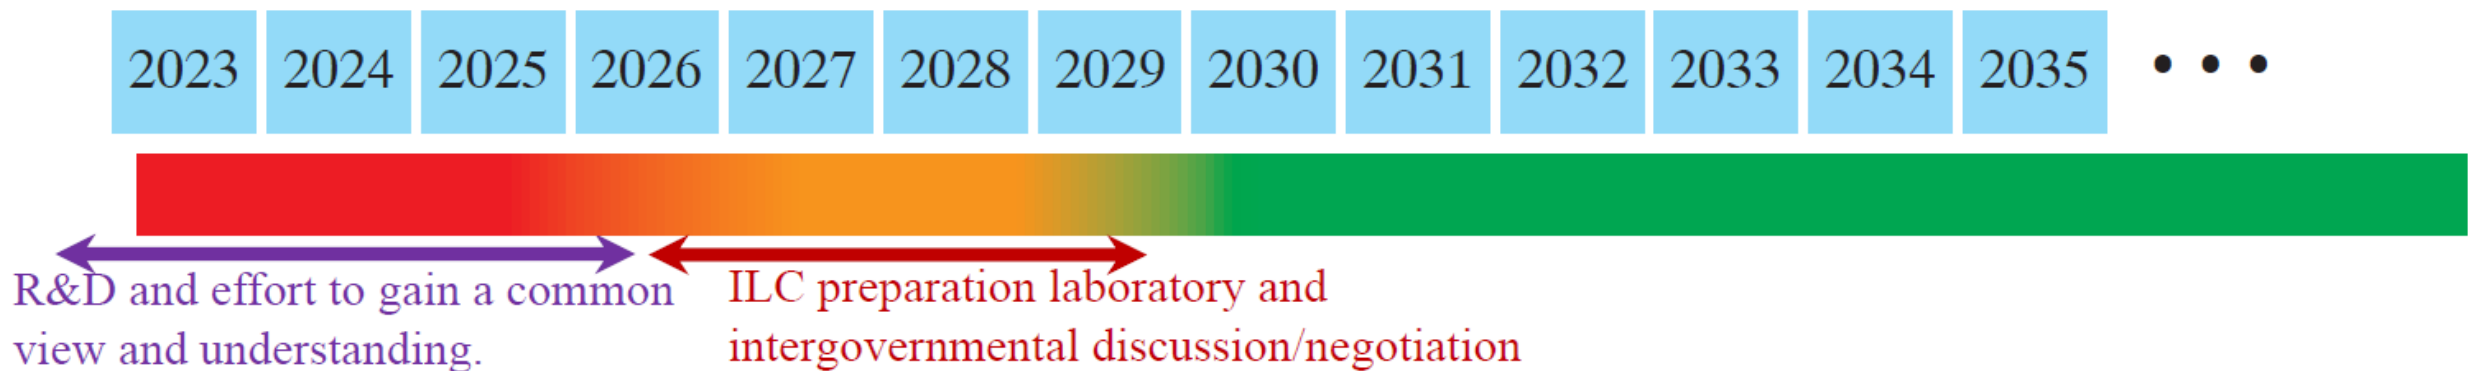 2023 2024 2025 2026 2027 2028 2029 2030 2031 2032 2033 2034 2035 • • •
R&D and effort to gain a common
view and understanding.
ILC preparation laboratory and
intergovernmental discussion/negotiation